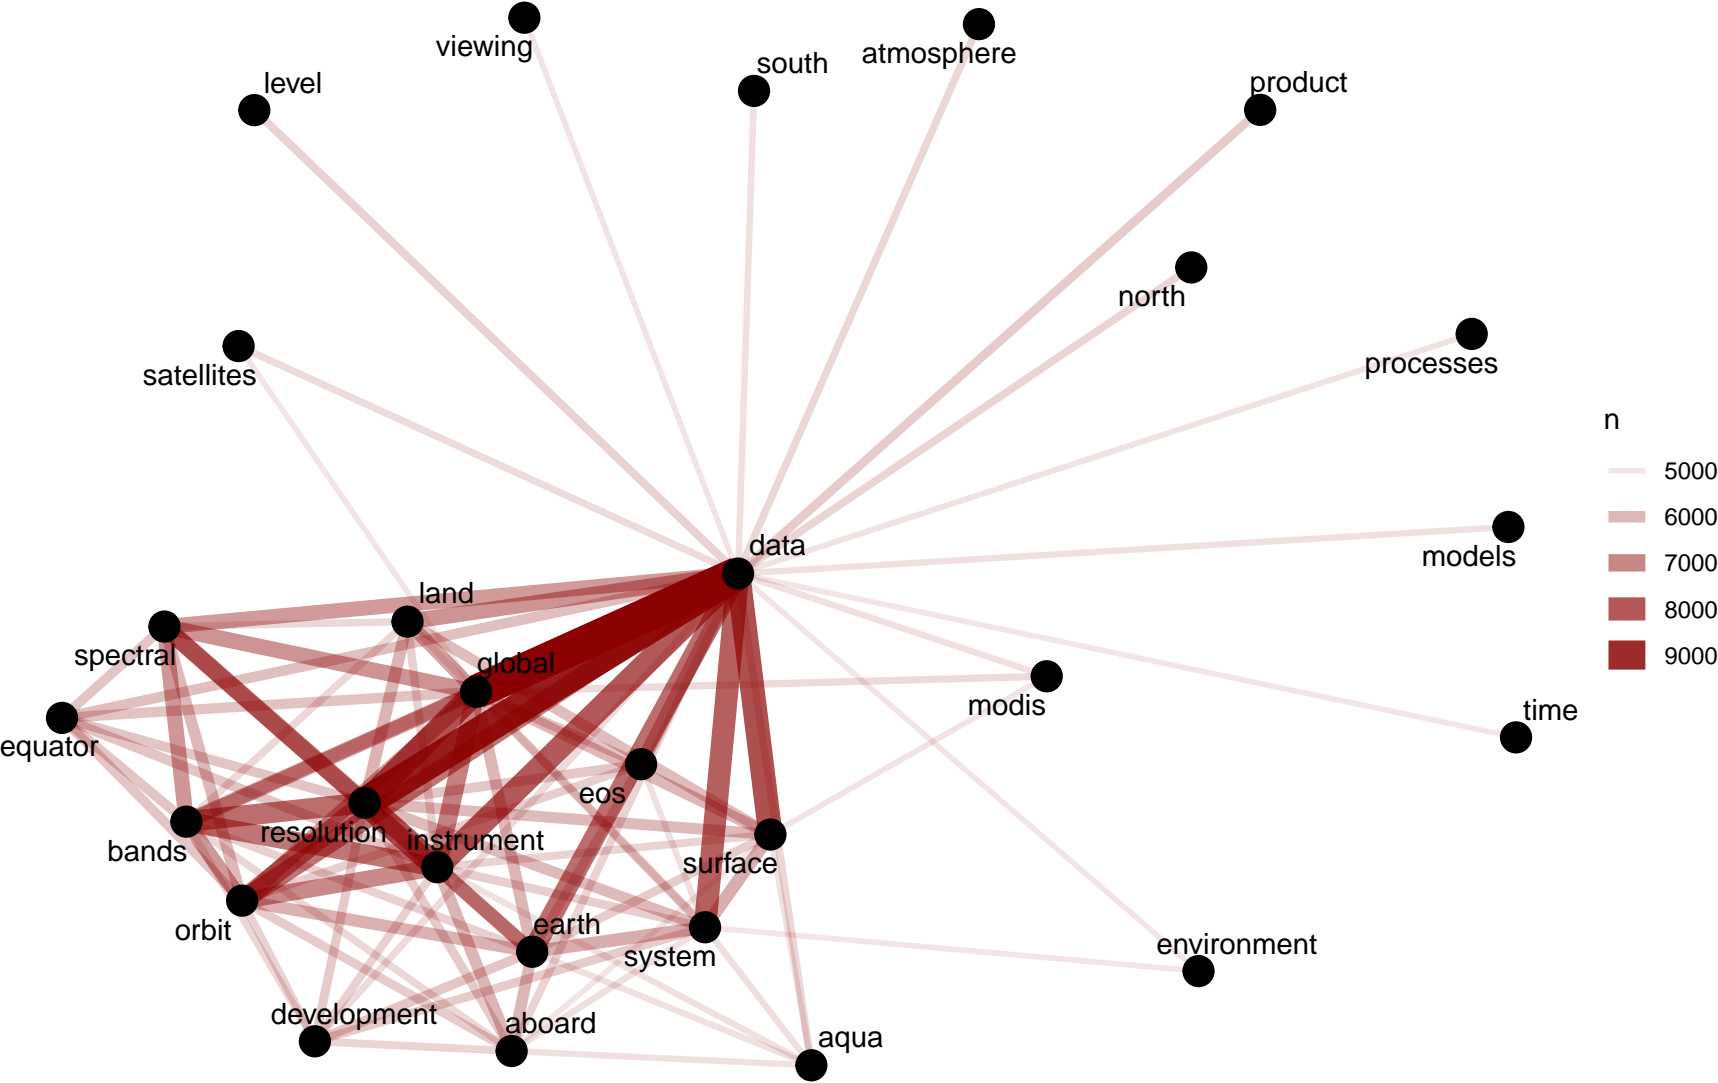 viewing
atmosphere
south
level
product
north
satellites
processes
n
5000
6000
7000
8000
9000
data
models
land
spectral
global
modis
time
equator
eos
resolution
instrument
bands
surface
earth
orbit
system
environment
development
aboard
aqua